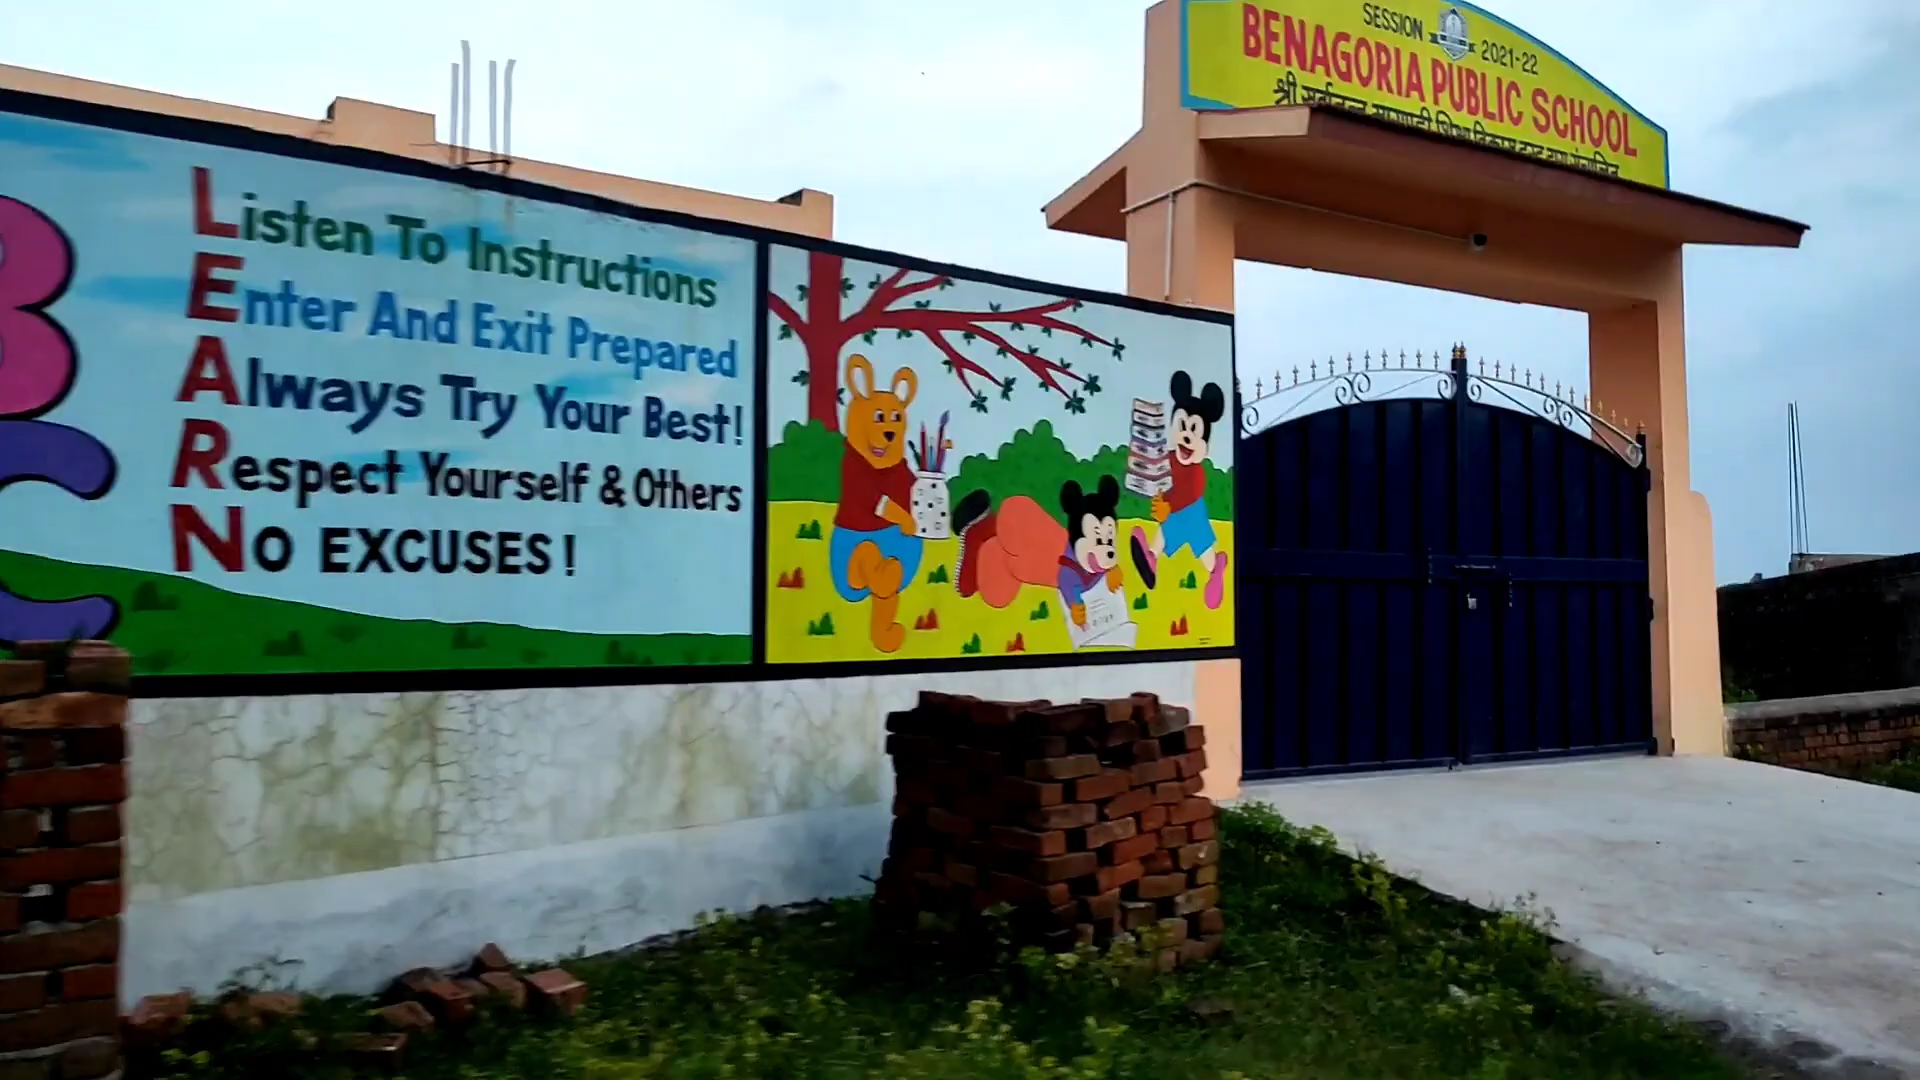 SESSION 2021-22
BENAGORIA PUBLIC SCHOOL
श्री
Listen To Instructions
Enter And Exit Prepared
Always Try Your Best!
Respect Yourself & Others
No EXCUSES!